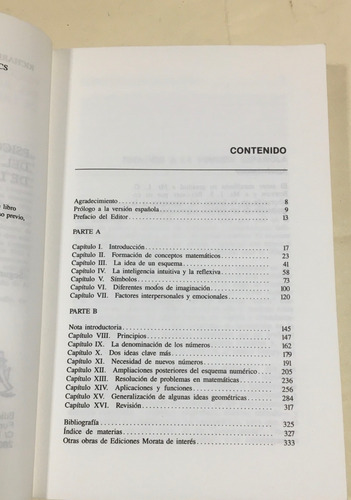 CS
libro
o previo,
CONTENIDO
Agradecimiento 8
Prólogo a la versión española 9
Prefacio del Editor 13
PARTE A
Capítulo I. Introducción 17
Capítulo II. Formación de conceptos matemáticos 23
Capítulo III. La idea de un esquema 41
Capítulo IV. La inteligencia intuitiva y la reflexiva 58
Capítulo V. Símbolos 73
Capítulo VI. Diferentes modos de imaginación 100
Capítulo VII. Factores interpersonales y emocionales 120
PARTE B
Nota introductoria 145
Capítulo VIII. Principios 147
Capítulo IX. La denominación de los números 162
Capítulo X. Dos ideas clave más 179
Capítulo XI. Necesidad de nuevos números 191
Capítulo XII. Ampliaciones posteriores del esquema numérico 205
Capítulo XIII. Resolución de problemas en matemáticas 236
Capítulo XIV. Aplicaciones y funciones 256
Capítulo XV. Generalización de algunas ideas geométricas 284
Capítulo XVI. Revisión 317
Bibliografía 325
Índice de materias 327
Otras obras de Ediciones Morata de interés 333